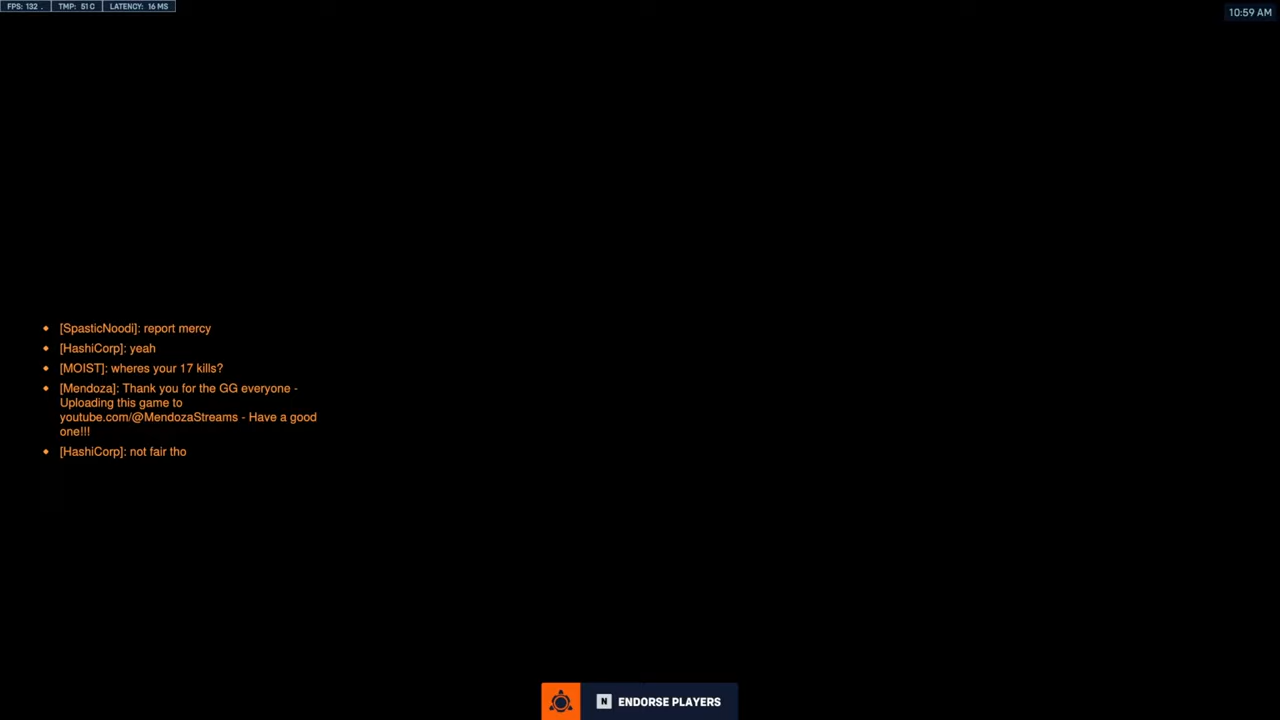 FPS: 132 . TMP: 51 C LATENCY: 16 MS
10:59 AM
[SpasticNoodi]: report mercy
[HashiCorp]: yeah
[MOIST]: wheres your 17 kills?
[Mendoza]: Thank you for the GG everyone -
Uploading this game to
youtube.com/@MendozaStreams - Have a good
one!!!
[HashiCorp]: not fair tho
N ENDORSE PLAYERS